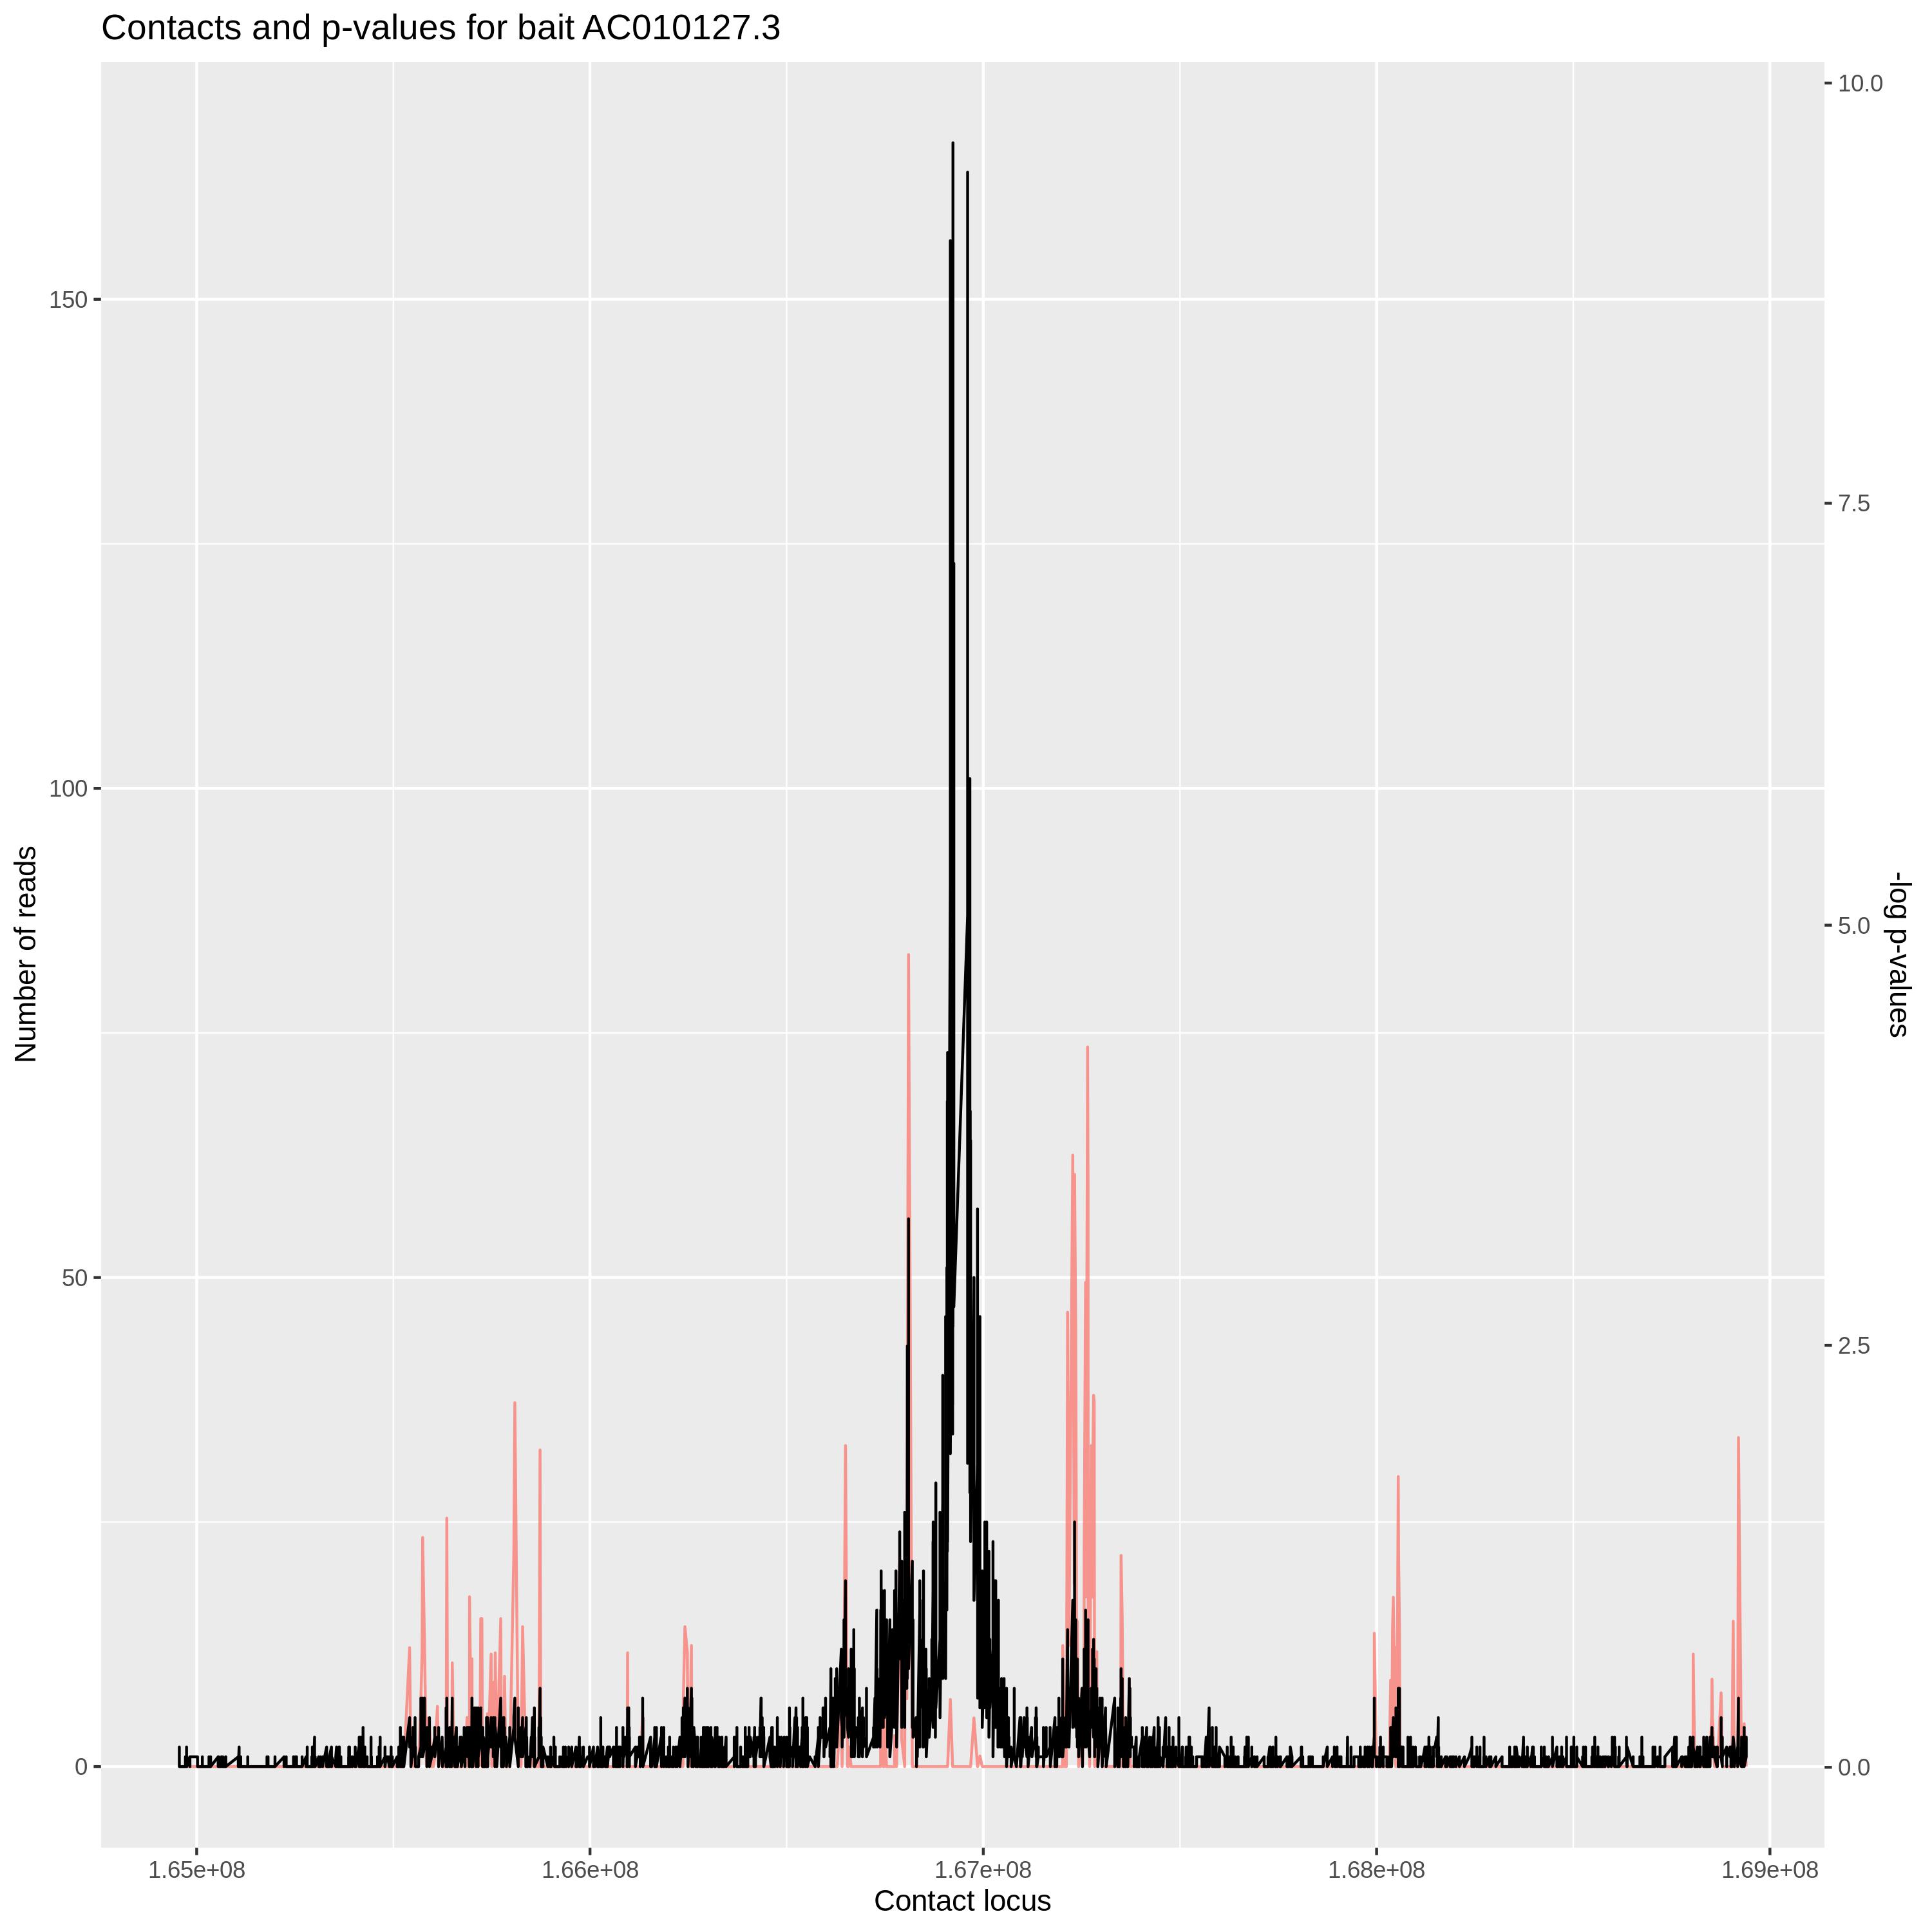 Contacts and p-values for bait AC010127.3
Number of reads
150
100
50
0
10.0
7.5
5.0
2.5
0.0
-log p-values
1.65e+08 1.66e+08 1.67e+08 1.68e+08 1.69e+08
Contact locus